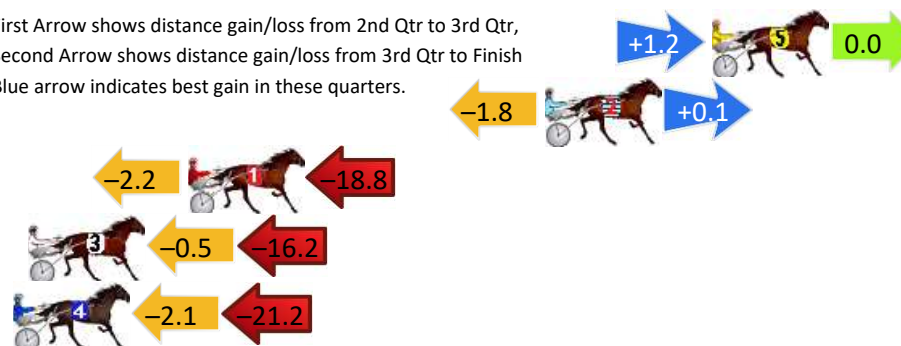 irst Arrow shows distance gain/loss from 2nd Qtr to 3rd Qtr,
econd Arrow shows distance gain/loss from 3rd Qtr to Finish
lue arrow indicates best gain in these quarters.
+1.2 5 0.0
–1.8 2 +0.1
–2.2 1 –18.8
3 –0.5 –16.2
4 –2.1 –21.2